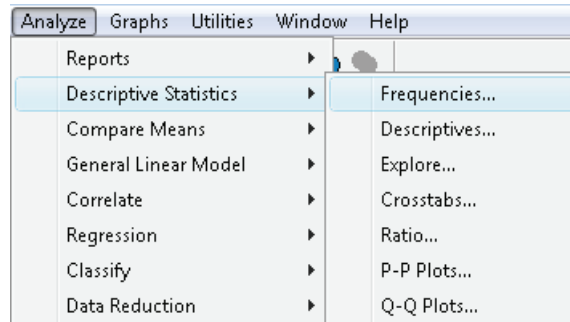 Analyze Graphs Utilities Window Help
Reports
Descriptive Statistics
Compare Means
General Linear Model
Correlate
Regression
Classify
Data Reduction
Frequencies...
Descriptives...
Explore...
Crosstabs...
Ratio...
P-P Plots...
Q-Q Plots...